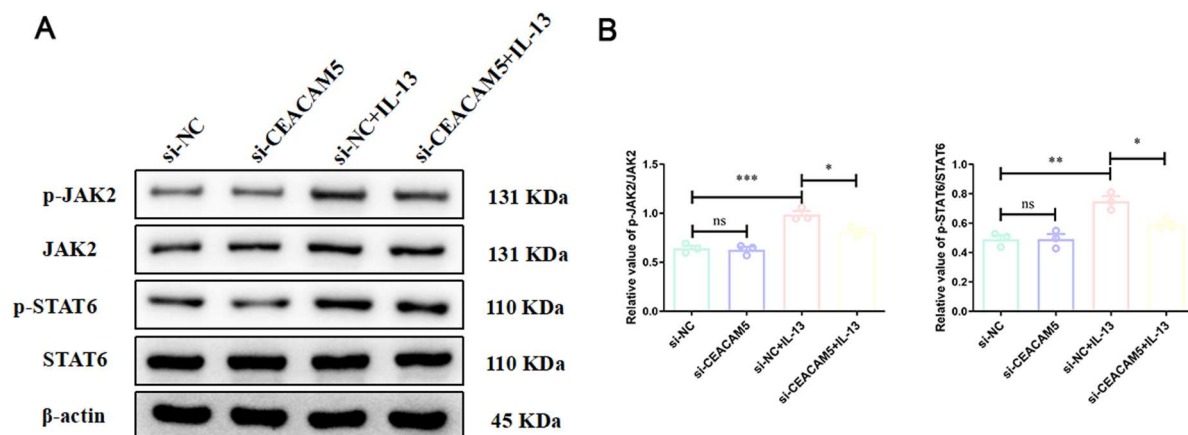 A
si-NC
si-CEACAM5
si-NC+IL-13
si-CEACAM5+IL-13
p-JAK2
131 KDa
JAK2
131 KDa
p-STAT6
110 KDa
STAT6
110 KDa
β-actin
45 KDa
B
Relative value of p-JAK2/JAK2
1.5
1.0
0.5
0.0
ns
***
*
si-NC
si-CEACAM5
si-NC+IL-13
si-CEACAM5+IL-13
Relative value of p-STAT6/STAT6
1.0
0.8
0.6
0.4
0.2
0.0
ns
**
*
si-NC
si-CEACAM5
si-NC+IL-13
si-CEACAM5+IL-13